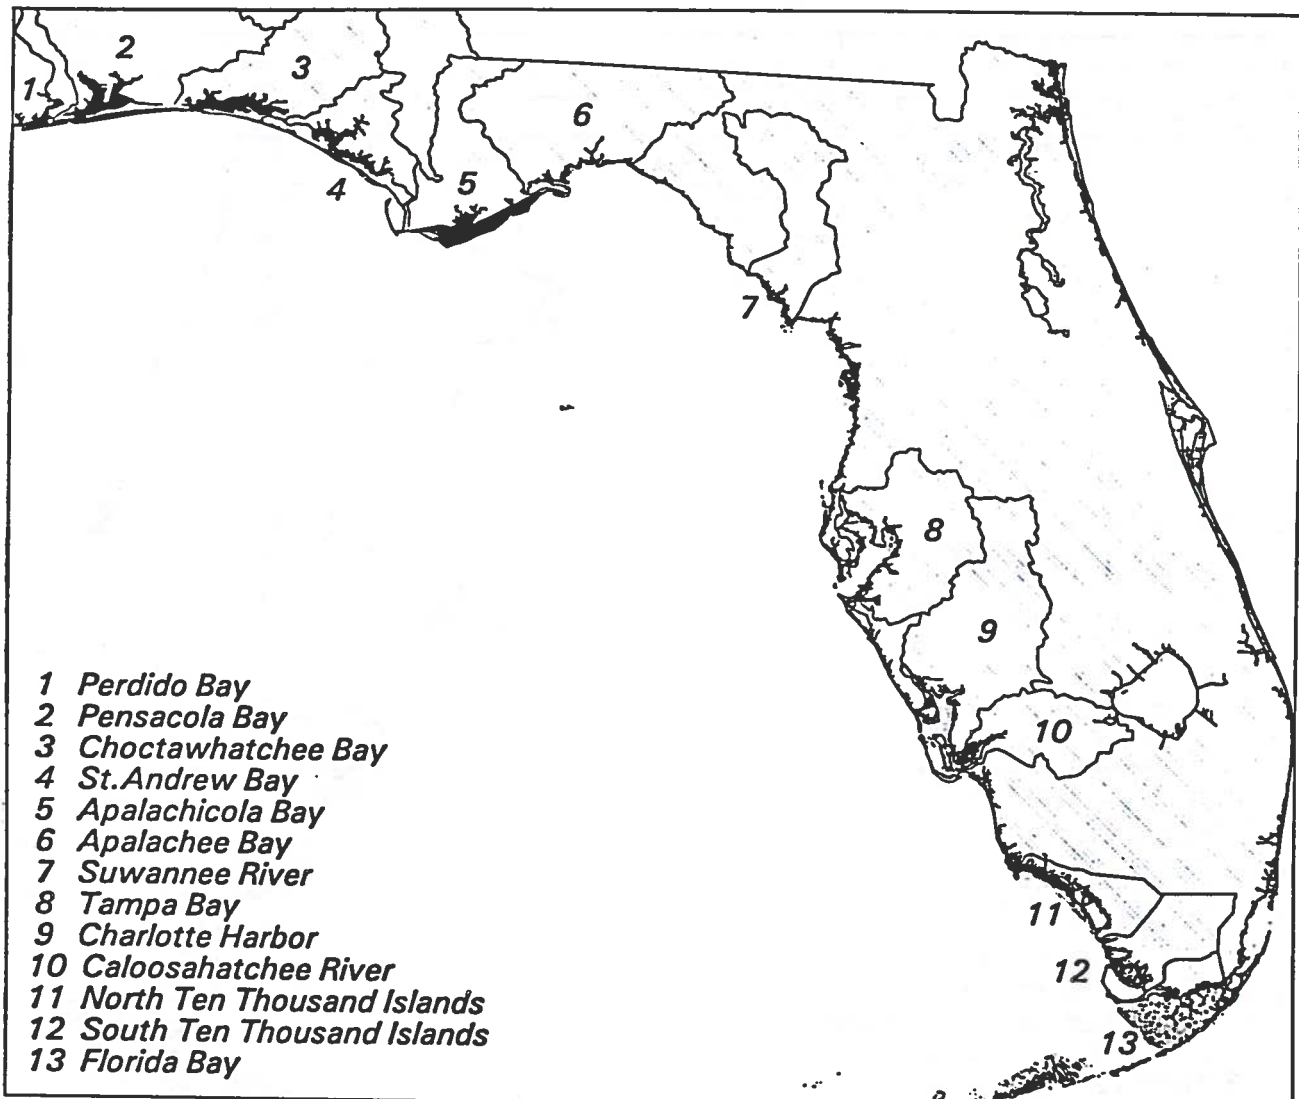 2
1
3
6
4
5
7
8
9
10
11
12
13
1 Perdido Bay
2 Pensacola Bay
3 Choctawhatchee Bay
4 St.Andrew Bay
5 Apalachicola Bay
6 Apalachee Bay
7 Suwannee River
8 Tampa Bay
9 Charlotte Harbor
10 Caloosahatchee River
11 North Ten Thousand Islands
12 South Ten Thousand Islands
13 Florida Bay